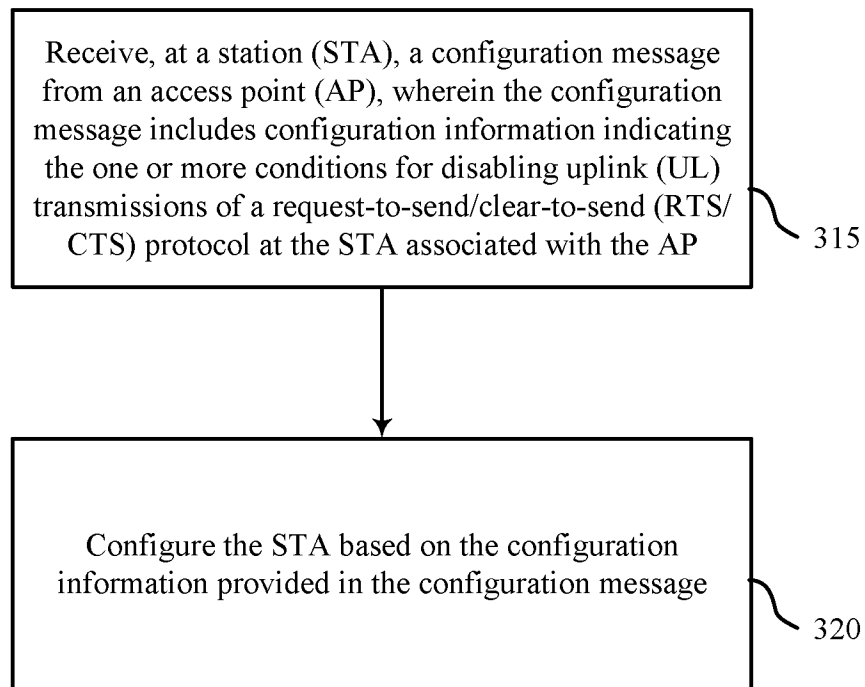 Receive, at a station (STA), a configuration message
from an access point (AP), wherein the configuration
message includes configuration information indicating
the one or more conditions for disabling uplink (UL)
transmissions of a request-to-send/clear-to-send (RTS/
CTS) protocol at the STA associated with the AP
315
Configure the STA based on the configuration
information provided in the configuration message
320